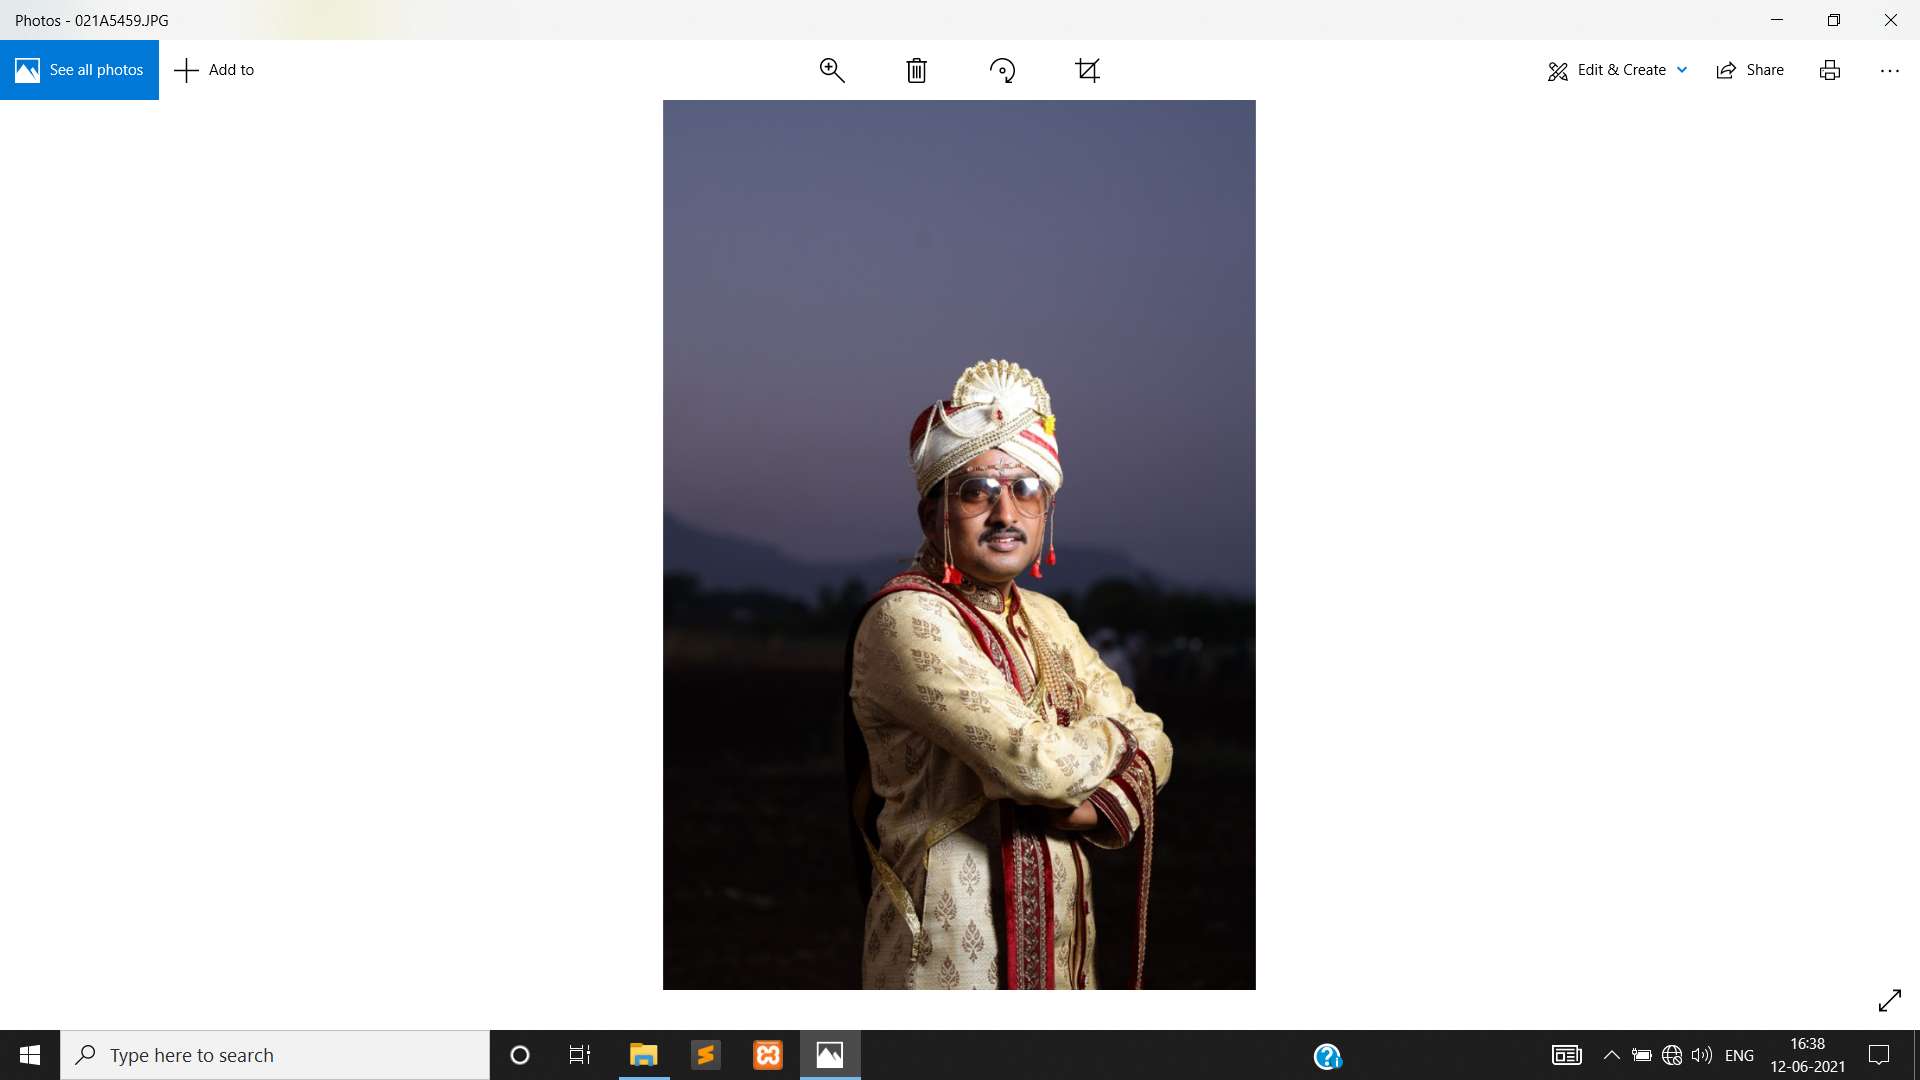 Photos - 021A5459.JPG
See all photos
Add to
Edit & Create
Share
Type here to search
ENG
16:38
12-06-2021